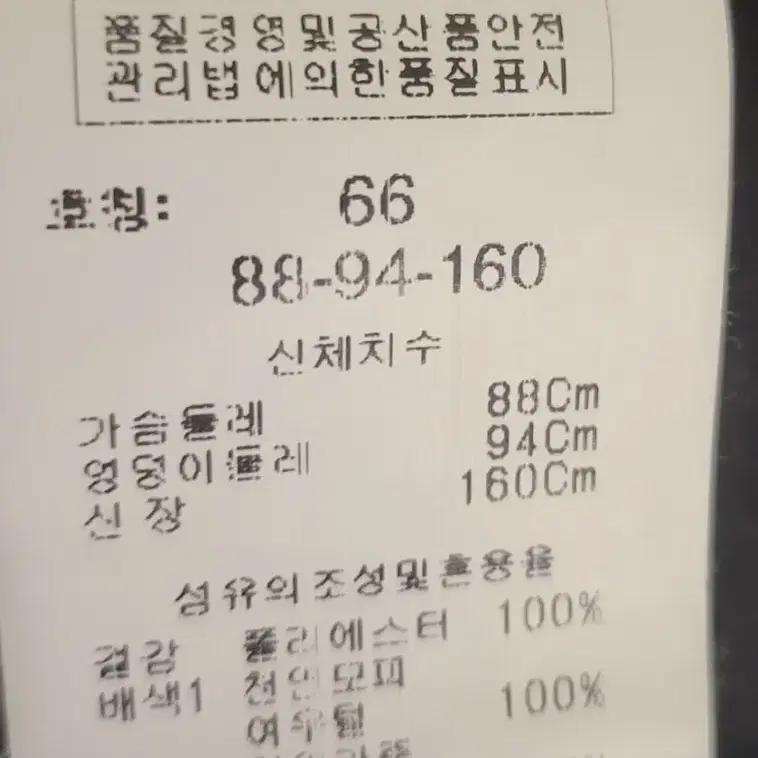 품질경영및공산품안전
관리법에의한품질표시
호칭: 66
88-94-160
신체치수
가슴둘레 88Cm
엉덩이둘레 94Cm
신장 160Cm
섬유의조성및혼용율
겉감 폴리에스터 100%
배색1 천연모피
여우털 100%